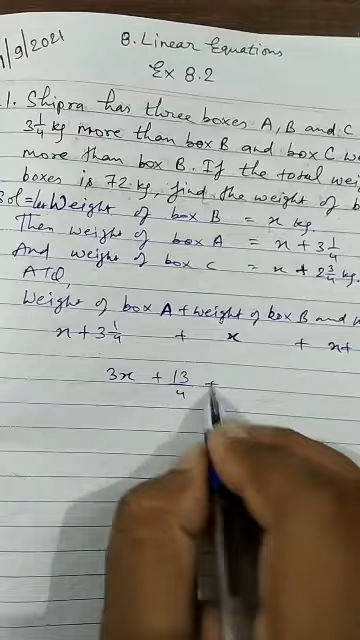 1/9/2021
8. Linear Equations
Ex 8.2
1. Shipra has three boxes A, B and C
3 1/4 kg more than box B and box C we
more than box B. If the total wei
boxes is 72 kg, find the weight of b
Sol = Let Weight of box B = x kg.
Then weight of box A = x + 3 1/4
And weight of box C = x + 2 3/4 kg.
ATQ,
Weight of box A + weight of box B and w
x + 3 1/4 + x + x+
3x + 13/4 +